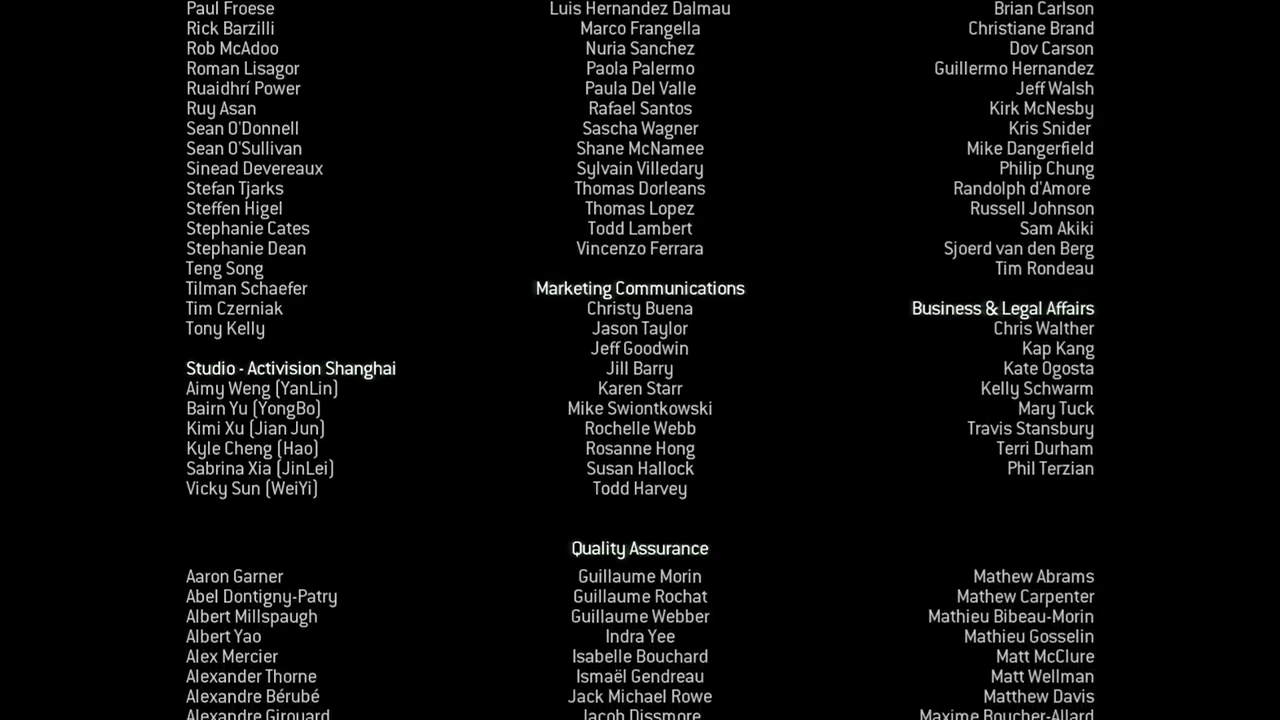 Paul Froese
Rick Barzilli
Rob McAdoo
Roman Lisagor
Ruaidhrí Power
Ruy Asan
Sean O'Donnell
Sean O'Sullivan
Sinead Devereaux
Stefan Tjarks
Steffen Higel
Stephanie Cates
Stephanie Dean
Teng Song
Tilman Schaefer
Tim Czerniak
Tony Kelly
Studio - Activision Shanghai
Aimy Weng (YanLin)
Bairn Yu (YongBo)
Kimi Xu (Jian Jun)
Kyle Cheng (Hao)
Sabrina Xia (JinLei)
Vicky Sun (WeiYi)
Luis Hernandez Dalmau
Marco Frangella
Nuria Sanchez
Paola Palermo
Paula Del Valle
Rafael Santos
Sascha Wagner
Shane McNamee
Sylvain Villedary
Thomas Dorleans
Thomas Lopez
Todd Lambert
Vincenzo Ferrara
Marketing Communications
Christy Buena
Jason Taylor
Jeff Goodwin
Jill Barry
Karen Starr
Mike Swiontkowski
Rochelle Webb
Rosanne Hong
Susan Hallock
Todd Harvey
Brian Carlson
Christiane Brand
Dov Carson
Guillermo Hernandez
Jeff Walsh
Kirk McNesby
Kris Snider
Mike Dangerfield
Philip Chung
Randolph d'Amore
Russell Johnson
Sam Akiki
Sjoerd van den Berg
Tim Rondeau
Business & Legal Affairs
Chris Walther
Kap Kang
Kate Ogosta
Kelly Schwarm
Mary Tuck
Travis Stansbury
Terri Durham
Phil Terzian
Quality Assurance
Aaron Garner
Abel Dontigny-Patry
Albert Millspaugh
Albert Yao
Alex Mercier
Alexander Thorne
Alexandre Bérubé
Alexandre Girouard
Guillaume Morin
Guillaume Rochat
Guillaume Webber
Indra Yee
Isabelle Bouchard
Ismaël Gendreau
Jack Michael Rowe
Jacob Dissmore
Mathew Abrams
Mathew Carpenter
Mathieu Bibeau-Morin
Mathieu Gosselin
Matt McClure
Matt Wellman
Matthew Davis
Maxime Boucher-Allard